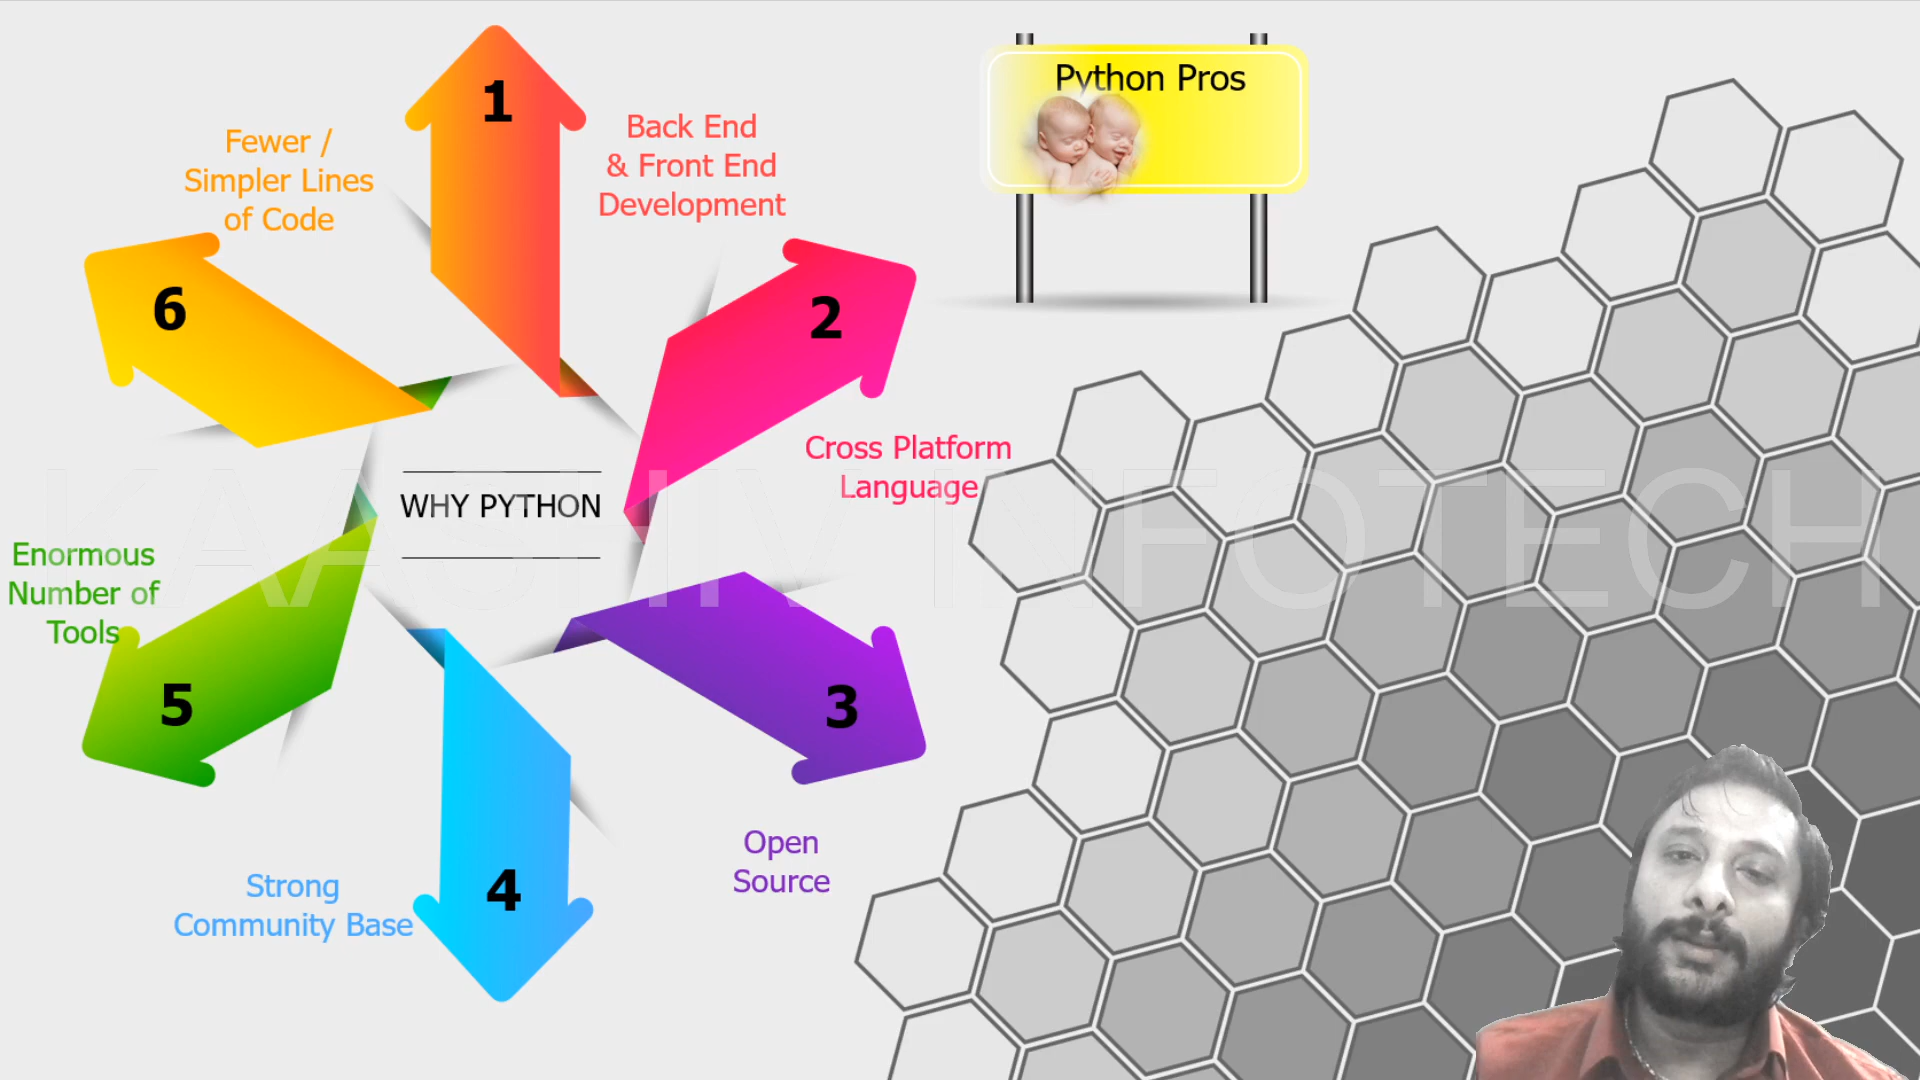 1
Back End
& Front End
Development
2
Cross Platform
Language
3
Open
Source
4
Strong
Community Base
5
Enormous
Number of
Tools
6
Fewer /
Simpler Lines
of Code
WHY PYTHON
Python Pros
KAASHIV INFOTECH